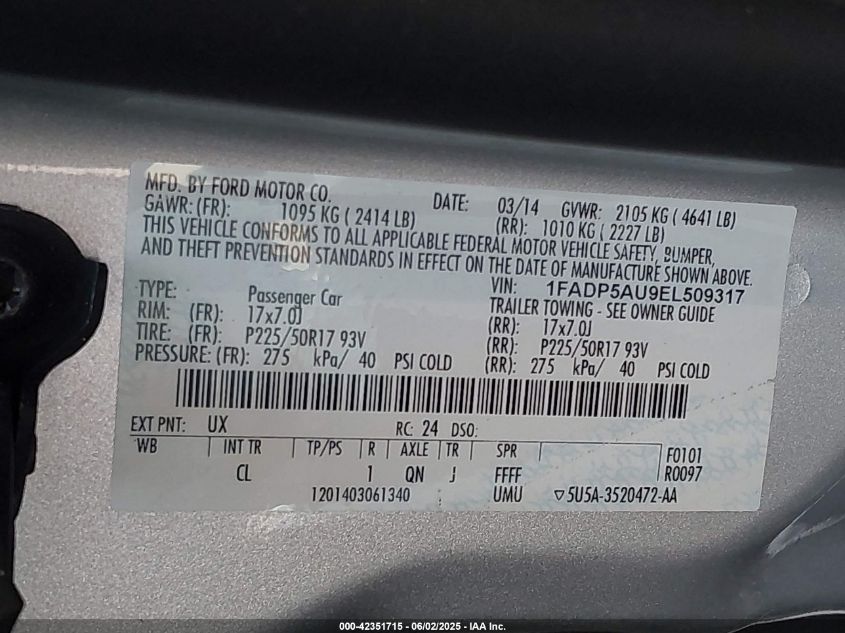 MFD. BY FORD MOTOR CO. DATE: 03/14 GVWR: 2105 KG ( 4641 LB)
GAWR: (FR): 1095 KG ( 2414 LB) (RR): 1010 KG ( 2227 LB)
THIS VEHICLE CONFORMS TO ALL APPLICABLE FEDERAL MOTOR VEHICLE SAFETY, BUMPER,
AND THEFT PREVENTION STANDARDS IN EFFECT ON THE DATE OF MANUFACTURE SHOWN ABOVE.
VIN: 1FADP5AU9EL509317
TYPE: Passenger Car TRAILER TOWING - SEE OWNER GUIDE
RIM: (FR): 17x7.0J (RR): 17x7.0J
TIRE: (FR): P225/50R17 93V (RR): P225/50R17 93V
PRESSURE: (FR): 275 kPa/ 40 PSI COLD (RR): 275 kPa/ 40 PSI COLD
EXT PNT: UX RC: 24 DSO:
WB INT TR TP/PS R AXLE TR SPR F0101
CL 1 QN J FFFF R0097
1201403061340 UMU ▽5U5A-3520472-AA
000-42351715 - 06/02/2025 - IAA Inc.